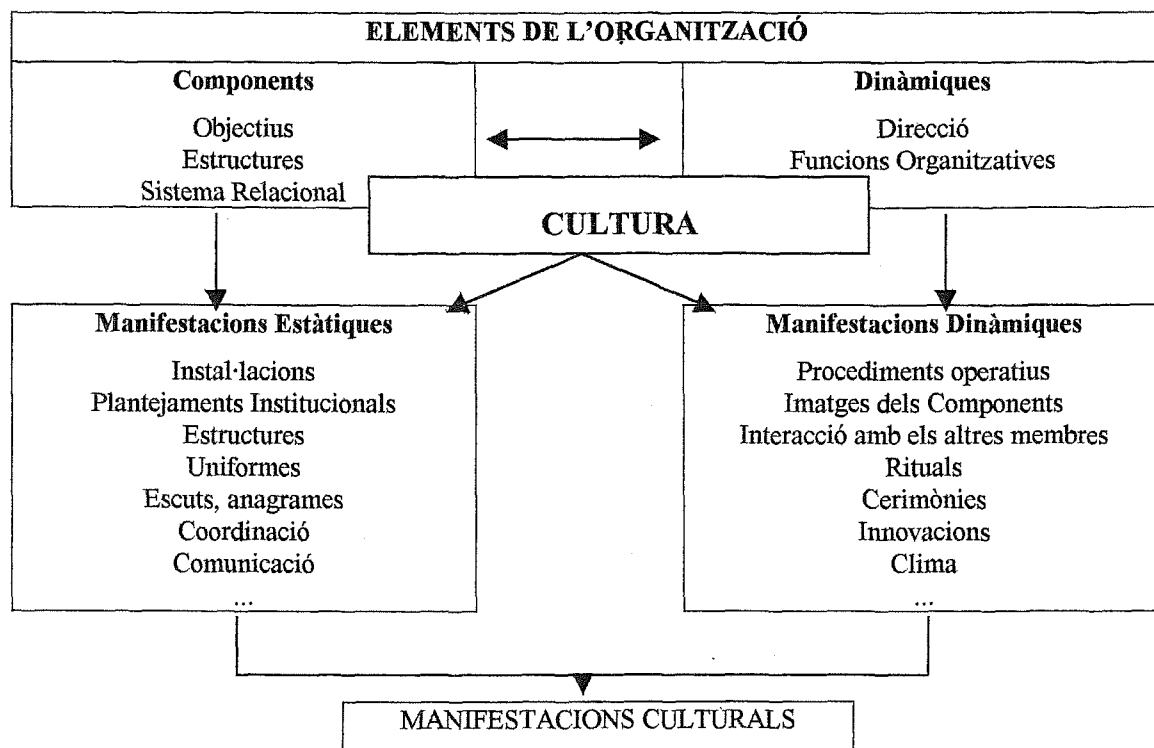 ELEMENTS DE L'ORGANITZACIÓ
Components
Objectius
Estructures
Sistema Relacional
Dinàmiques
Direcció
Funcions Organitzatives
CULTURA
Manifestacions Estàtiques
Instal·lacions
Plantejaments Institucionals
Estructures
Uniformes
Escuts, anagrames
Coordinació
Comunicació
...
Manifestacions Dinàmiques
Procediments operatius
Imatges dels Components
Interacció amb els altres membres
Rituals
Cerimònies
Innovacions
Clima
...
MANIFESTACIONS CULTURALS